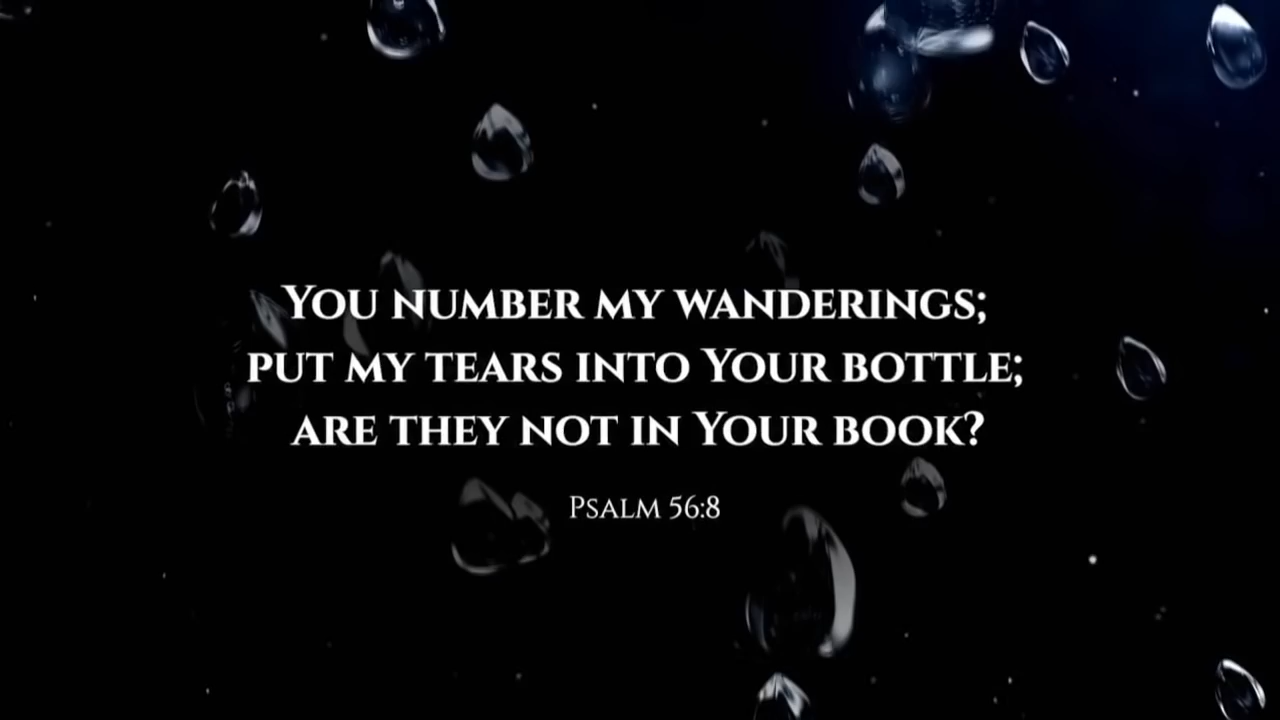 You number my wanderings;
put my tears into Your bottle;
are they not in Your book?
Psalm 56:8